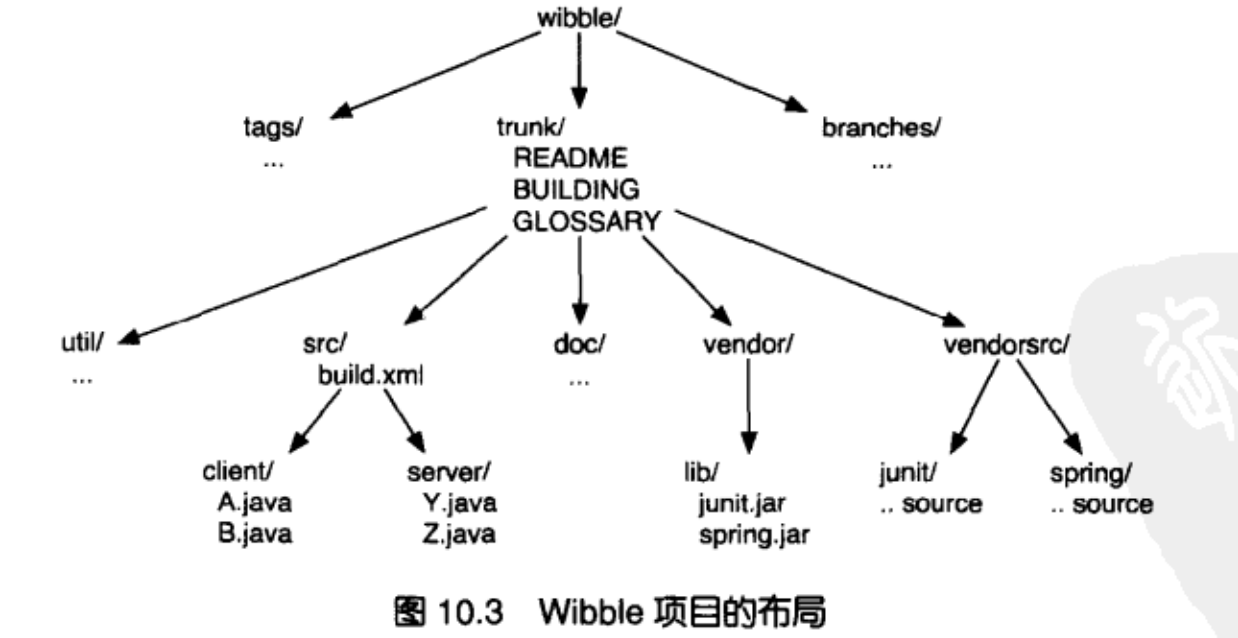 wibble/
tags/ trunk/ branches/
... README ...
BUILDING
GLOSSARY
util/ src/ doc/ vendor/ vendorsrc/
... build.xml ...
client/ server/ lib/ junit/ spring/
A.java Y.java junit.jar .. source .. source
B.java Z.java spring.jar
图 10.3 Wibble 项目的布局